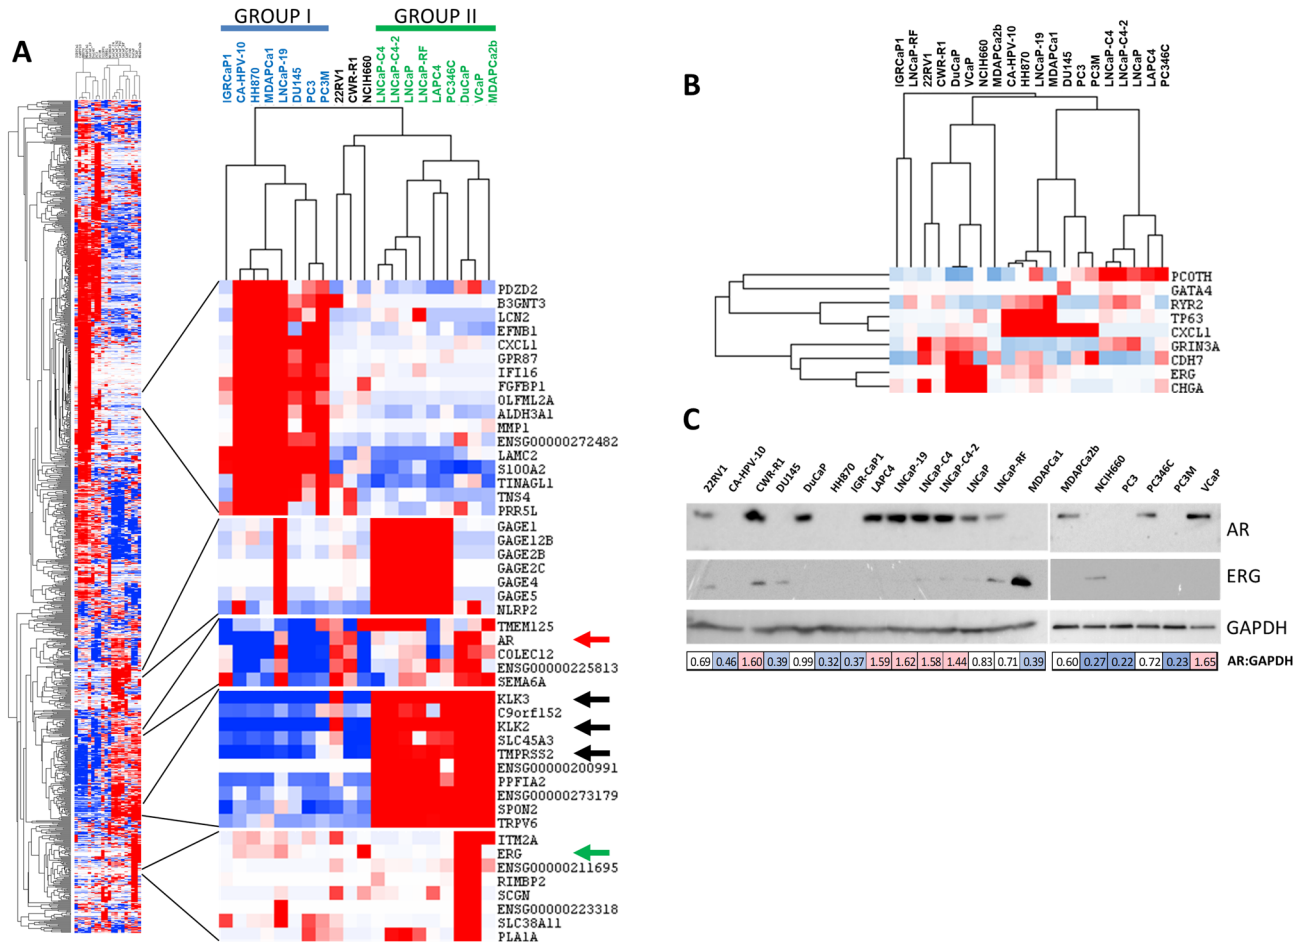 A
GROUP I
GROUP II
IGRCaP1
CA-HPV-10
HH870
MDAPCa1
LNCaP-19
DU145
PC3
PC3M
22RV1
CWR-R1
NCIH660
LNCaP-C4
LNCaP-C4-2
LNCaP
LNCaP-RF
LAPC4
PC346C
DuCaP
VCaP
MDAPCa2b
PDZD2
B3GNT3
LCN2
EFNB1
CXCL1
GPR87
IFI16
FGFBP1
OLFML2A
ALDH3A1
MMP1
ENSG00000272482
LAMC2
S100A2
TINAGL1
TNS4
PRR5L
GAGE1
GAGE12B
GAGE2B
GAGE2C
GAGE4
GAGE5
NLRP2
TMEM125
AR
COLEC12
ENSG00000225813
SEMA6A
KLK3
C9orf152
KLK2
SLC45A3
TMPRSS2
ENSG00000200991
PPFIA2
ENSG00000273179
SPON2
TRPV6
ITM2A
ERG
ENSG00000211695
RIMBP2
SCGN
ENSG00000223318
SLC38A11
PLA1A
B
IGRCaP1
LNCaP-RF
22RV1
CWR-R1
DuCaP
VCaP
NCIH660
MDAPCa2b
CA-HPV-10
HH870
LNCaP-19
MDAPCa1
DU145
PC3
PC3M
LNCaP-C4
LNCaP-C4-2
LNCaP
LAPC4
PC346C
PCOTH
GATA4
RYR2
TP63
CXCL1
GRIN3A
CDH7
ERG
CHGA
C
22RV1
CA-HPV-10
CWR-R1
DU145
DuCaP
HH870
IGR-CaP1
LAPC4
LNCaP-19
LNCaP-C4
LNCaP-C4-2
LNCaP
LNCaP-RF
MDAPCa1
MDAPCa2b
NCIH660
PC3
PC346C
PC3M
VCaP
AR
ERG
GAPDH
0.69 0.46 1.60 0.39 0.99 0.32 0.37 1.59 1.62 1.58 1.44 0.83 0.71 0.39 0.60 0.27 0.22 0.72 0.23 1.65 AR:GAPDH